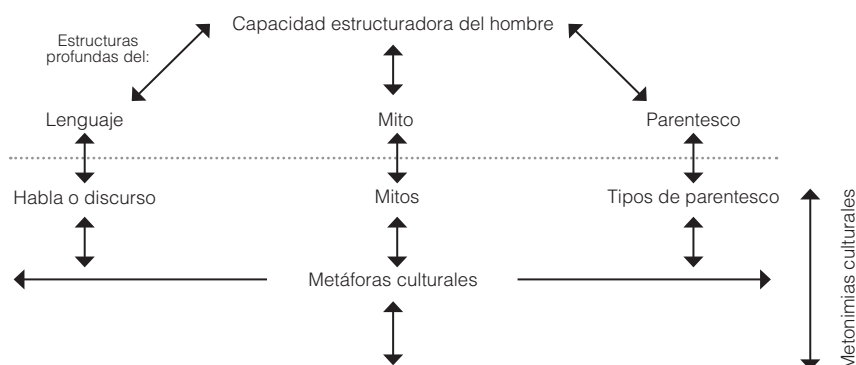 Capacidad estructuradora del hombre
Estructuras
profundas del:
Lenguaje
Mito
Parentesco
Habla o discurso
Mitos
Tipos de parentesco
Metáforas culturales
Metonimias culturales